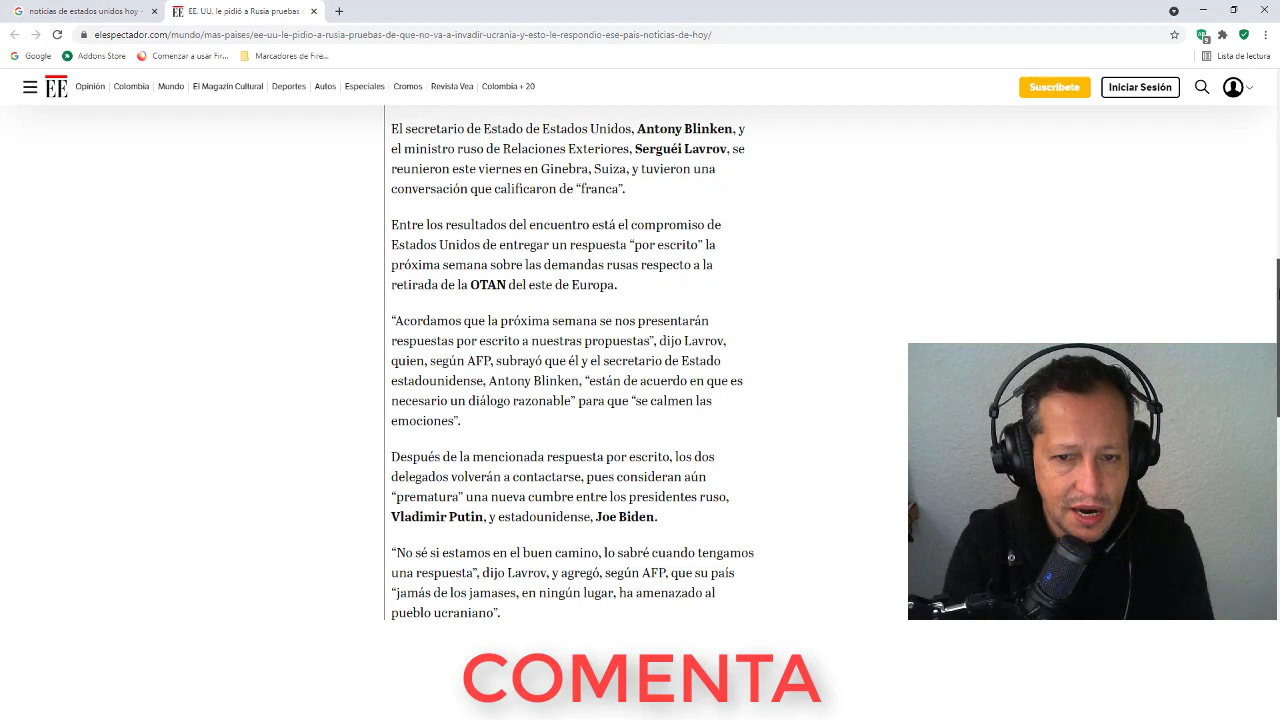 noticias de estados unidos hoy -
EE. UU. le pidió a Rusia pruebas
elespectador.com/mundo/mas-paises/ee-uu-le-pidio-a-rusia-pruebas-de-que-no-va-a-invadir-ucrania-y-esto-le-respondio-ese-pais-noticias-de-hoy/
9
Google
Addons Store
Comenzar a usar Firef...
Marcadores de Fire...
Lista de lectura
EE
Opinión
Colombia
Mundo
El Magazín Cultural
Deportes
Autos
Especiales
Cromos
Revista Vea
Colombia + 20
Suscríbete
Iniciar Sesión
El secretario de Estado de Estados Unidos, Antony Blinken, y
el ministro ruso de Relaciones Exteriores, Serguéi Lavrov, se
reunieron este viernes en Ginebra, Suiza, y tuvieron una
conversación que calificaron de “franca”.
Entre los resultados del encuentro está el compromiso de
Estados Unidos de entregar un respuesta “por escrito” la
próxima semana sobre las demandas rusas respecto a la
retirada de la OTAN del este de Europa.
“Acordamos que la próxima semana se nos presentarán
respuestas por escrito a nuestras propuestas”, dijo Lavrov,
quien, según AFP, subrayó que él y el secretario de Estado
estadounidense, Antony Blinken, “están de acuerdo en que es
necesario un diálogo razonable” para que “se calmen las
emociones”.
Después de la mencionada respuesta por escrito, los dos
delegados volverán a contactarse, pues consideran aún
“prematura” una nueva cumbre entre los presidentes ruso,
Vladimir Putin, y estadounidense, Joe Biden.
“No sé si estamos en el buen camino, lo sabré cuando tengamos
una respuesta”, dijo Lavrov, y agregó, según AFP, que su país
“jamás de los jamases, en ningún lugar, ha amenazado al
pueblo ucraniano”.
COMENTA